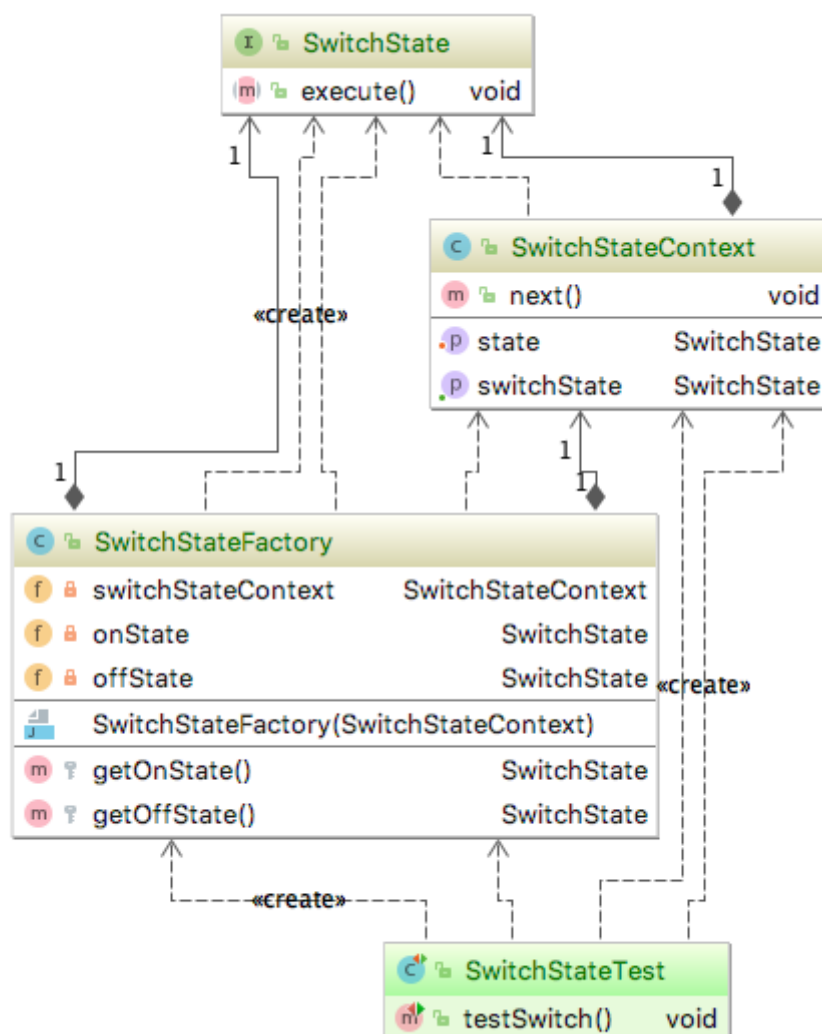 I SwitchState
m execute() void
1
1
1
C SwitchStateContext
m next() void
«create»
p state SwitchState
p switchState SwitchState
1
1
1
C SwitchStateFactory
f switchStateContext SwitchStateContext
f onState SwitchState
f offState SwitchState
«create»
J SwitchStateFactory(SwitchStateContext)
m getOnState() SwitchState
m getOffState() SwitchState
«create»
C SwitchStateTest
m testSwitch() void